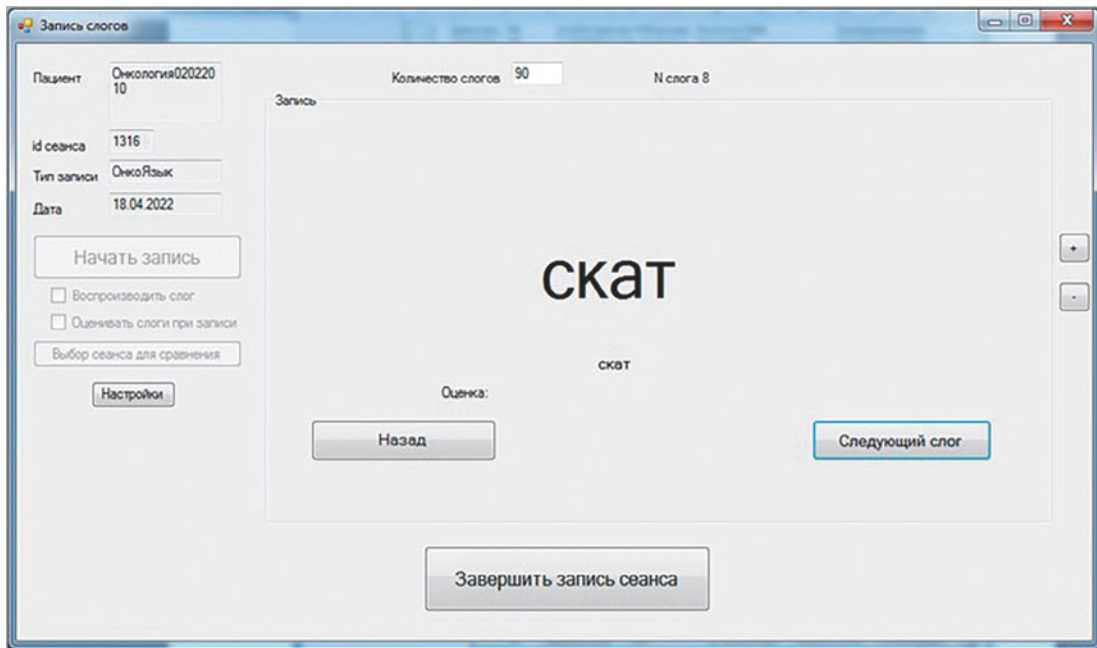 Запись слогов
Пациент
Онкология020220
10
Количество слогов 90
N слога 8
Запись
id сеанса 1316
Тип записи ОнкоЯзык
Дата 18.04.2022
Начать запись
Воспроизводить слог
Оценивать слоги при записи
Выбор сеанса для сравнения
Настройки
скат
скат
Оценка:
Назад
Следующий слог
+
-
Завершить запись сеанса